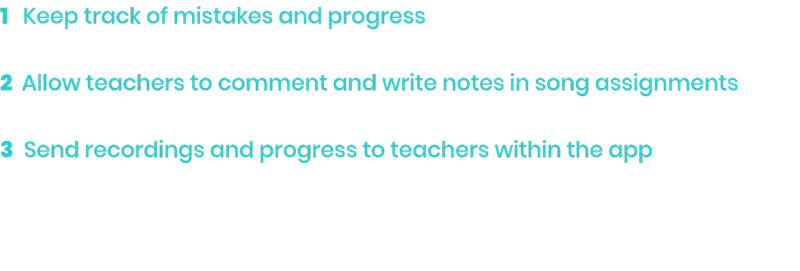 1 Keep track of mistakes and progress
2 Allow teachers to comment and write notes in song assignments
3 Send recordings and progress to teachers within the app